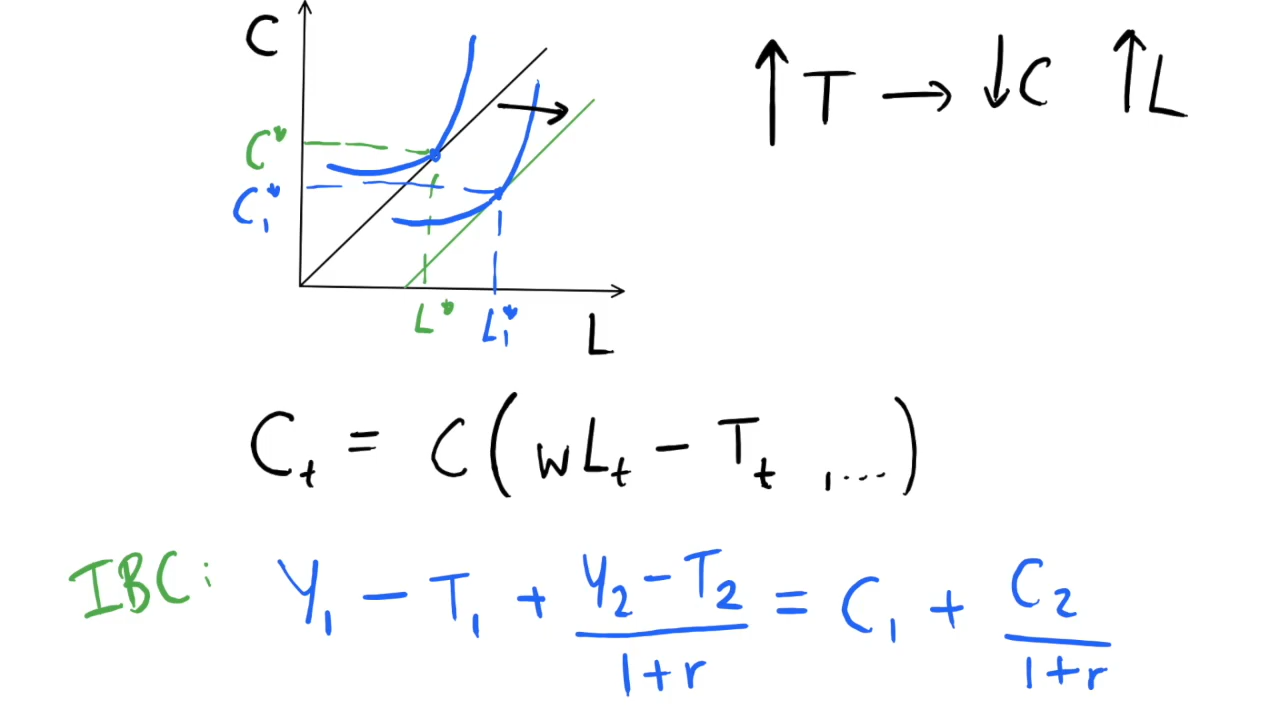 C
↑T → ↓C ↑L
C*
C₁*
L* L₁*
L
Cₜ = C(wLₜ − Tₜ, ....)
IBC: Y₁ − T₁ + (Y₂ − T₂)/(1+r) = C₁ + C₂/(1+r)